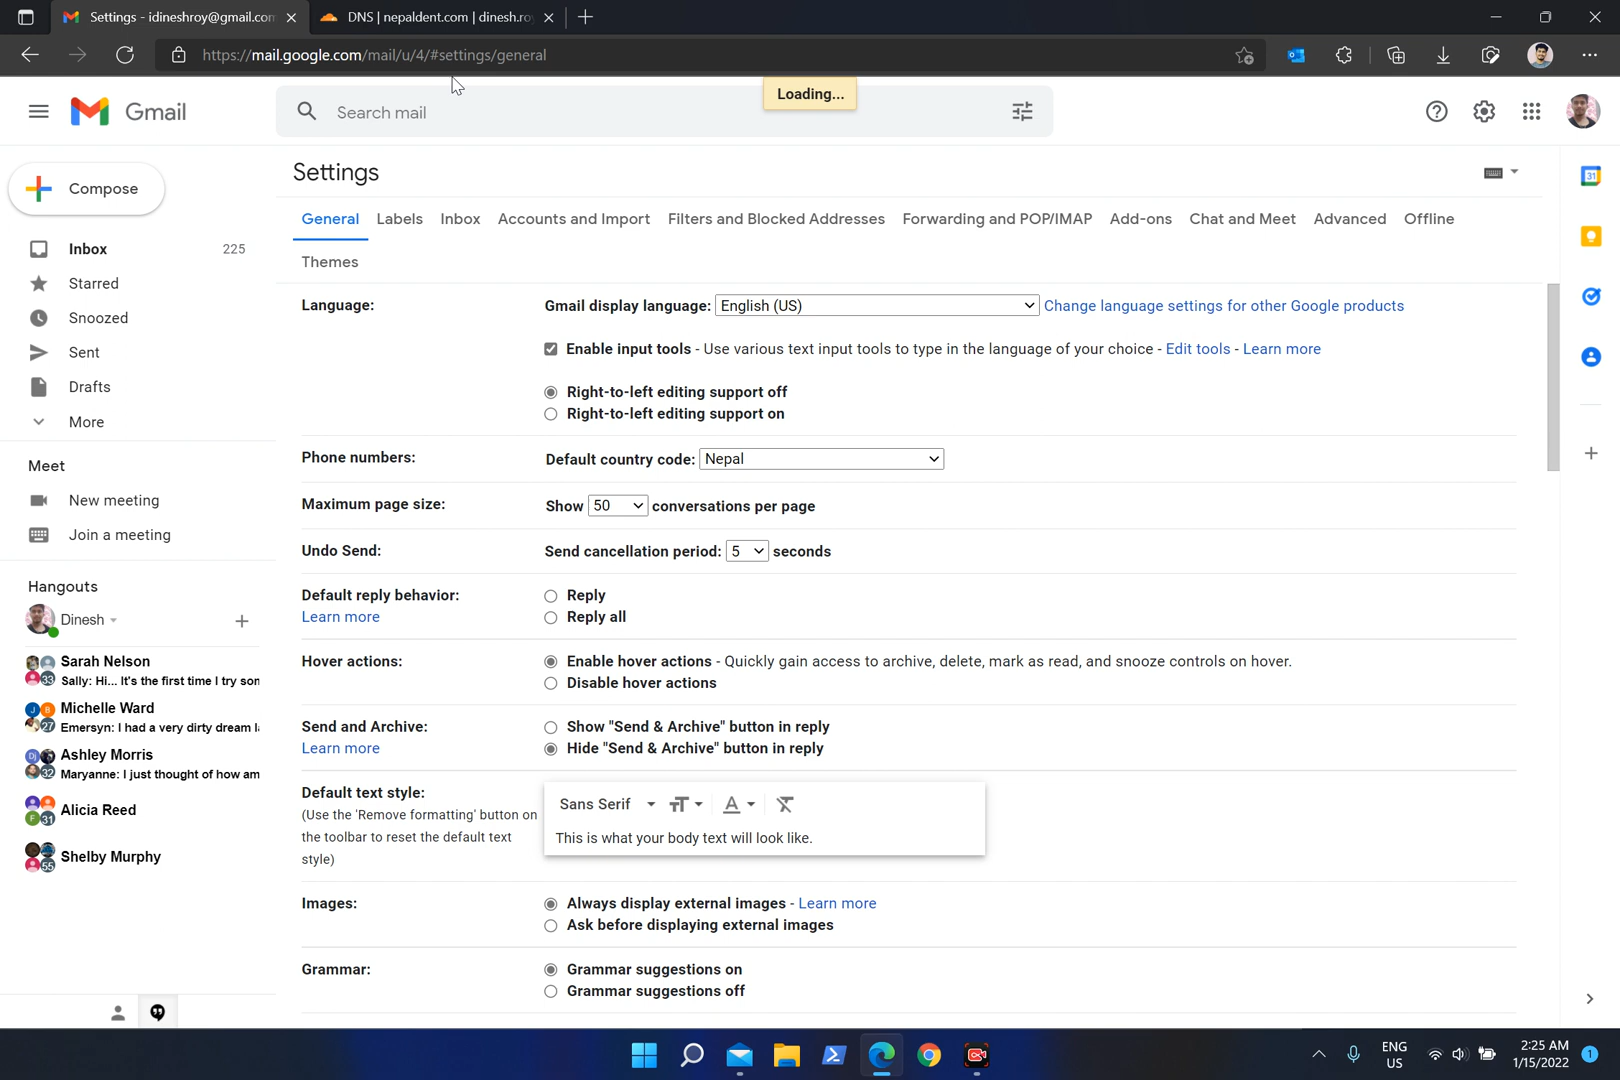 Settings - idineshroy@gmail.com
DNS | nepaldent.com | dinesh.ro
https://mail.google.com/mail/u/4/#settings/general
Loading...
Gmail
Search mail
Compose
Inbox 225
Starred
Snoozed
Sent
Drafts
More
Meet
New meeting
Join a meeting
Hangouts
Dinesh
Sarah Nelson
33 Sally: Hi... It's the first time I try son
Michelle Ward
27 Emersyn: I had a very dirty dream l
Ashley Morris
32 Maryanne: I just thought of how am
Alicia Reed
31
Shelby Murphy
55
Settings
General Labels Inbox Accounts and Import Filters and Blocked Addresses Forwarding and POP/IMAP Add-ons Chat and Meet Advanced Offline
Themes
Language: Gmail display language: English (US) Change language settings for other Google products
Enable input tools - Use various text input tools to type in the language of your choice - Edit tools - Learn more
Right-to-left editing support off
Right-to-left editing support on
Phone numbers: Default country code: Nepal
Maximum page size: Show 50 conversations per page
Undo Send: Send cancellation period: 5 seconds
Default reply behavior: Reply
Learn more Reply all
Hover actions: Enable hover actions - Quickly gain access to archive, delete, mark as read, and snooze controls on hover.
Disable hover actions
Send and Archive: Show "Send & Archive" button in reply
Learn more Hide "Send & Archive" button in reply
Default text style: Sans Serif
(Use the 'Remove formatting' button on
the toolbar to reset the default text
style)
This is what your body text will look like.
Images: Always display external images - Learn more
Ask before displaying external images
Grammar: Grammar suggestions on
Grammar suggestions off
31
ENG
US
2:25 AM
1/15/2022
1